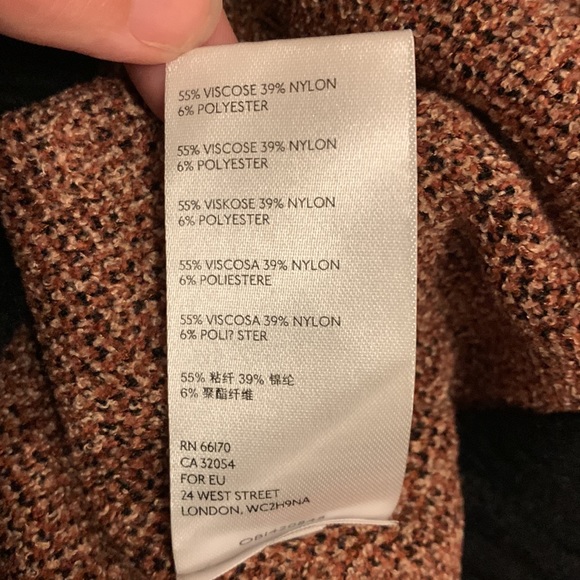 55% VISCOSE 39% NYLON
6% POLYESTER
55% VISCOSE 39% NYLON
6% POLYESTER
55% VISKOSE 39% NYLON
6% POLYESTER
55% VISCOSA 39% NYLON
6% POLIESTERE
55% VISCOSA 39% NYLON
6% POLI? STER
55% 粘纤 39% 锦纶
6% 聚酯纤维
RN 66170
CA 32054
FOR EU
24 WEST STREET
LONDON, WC2H9NA